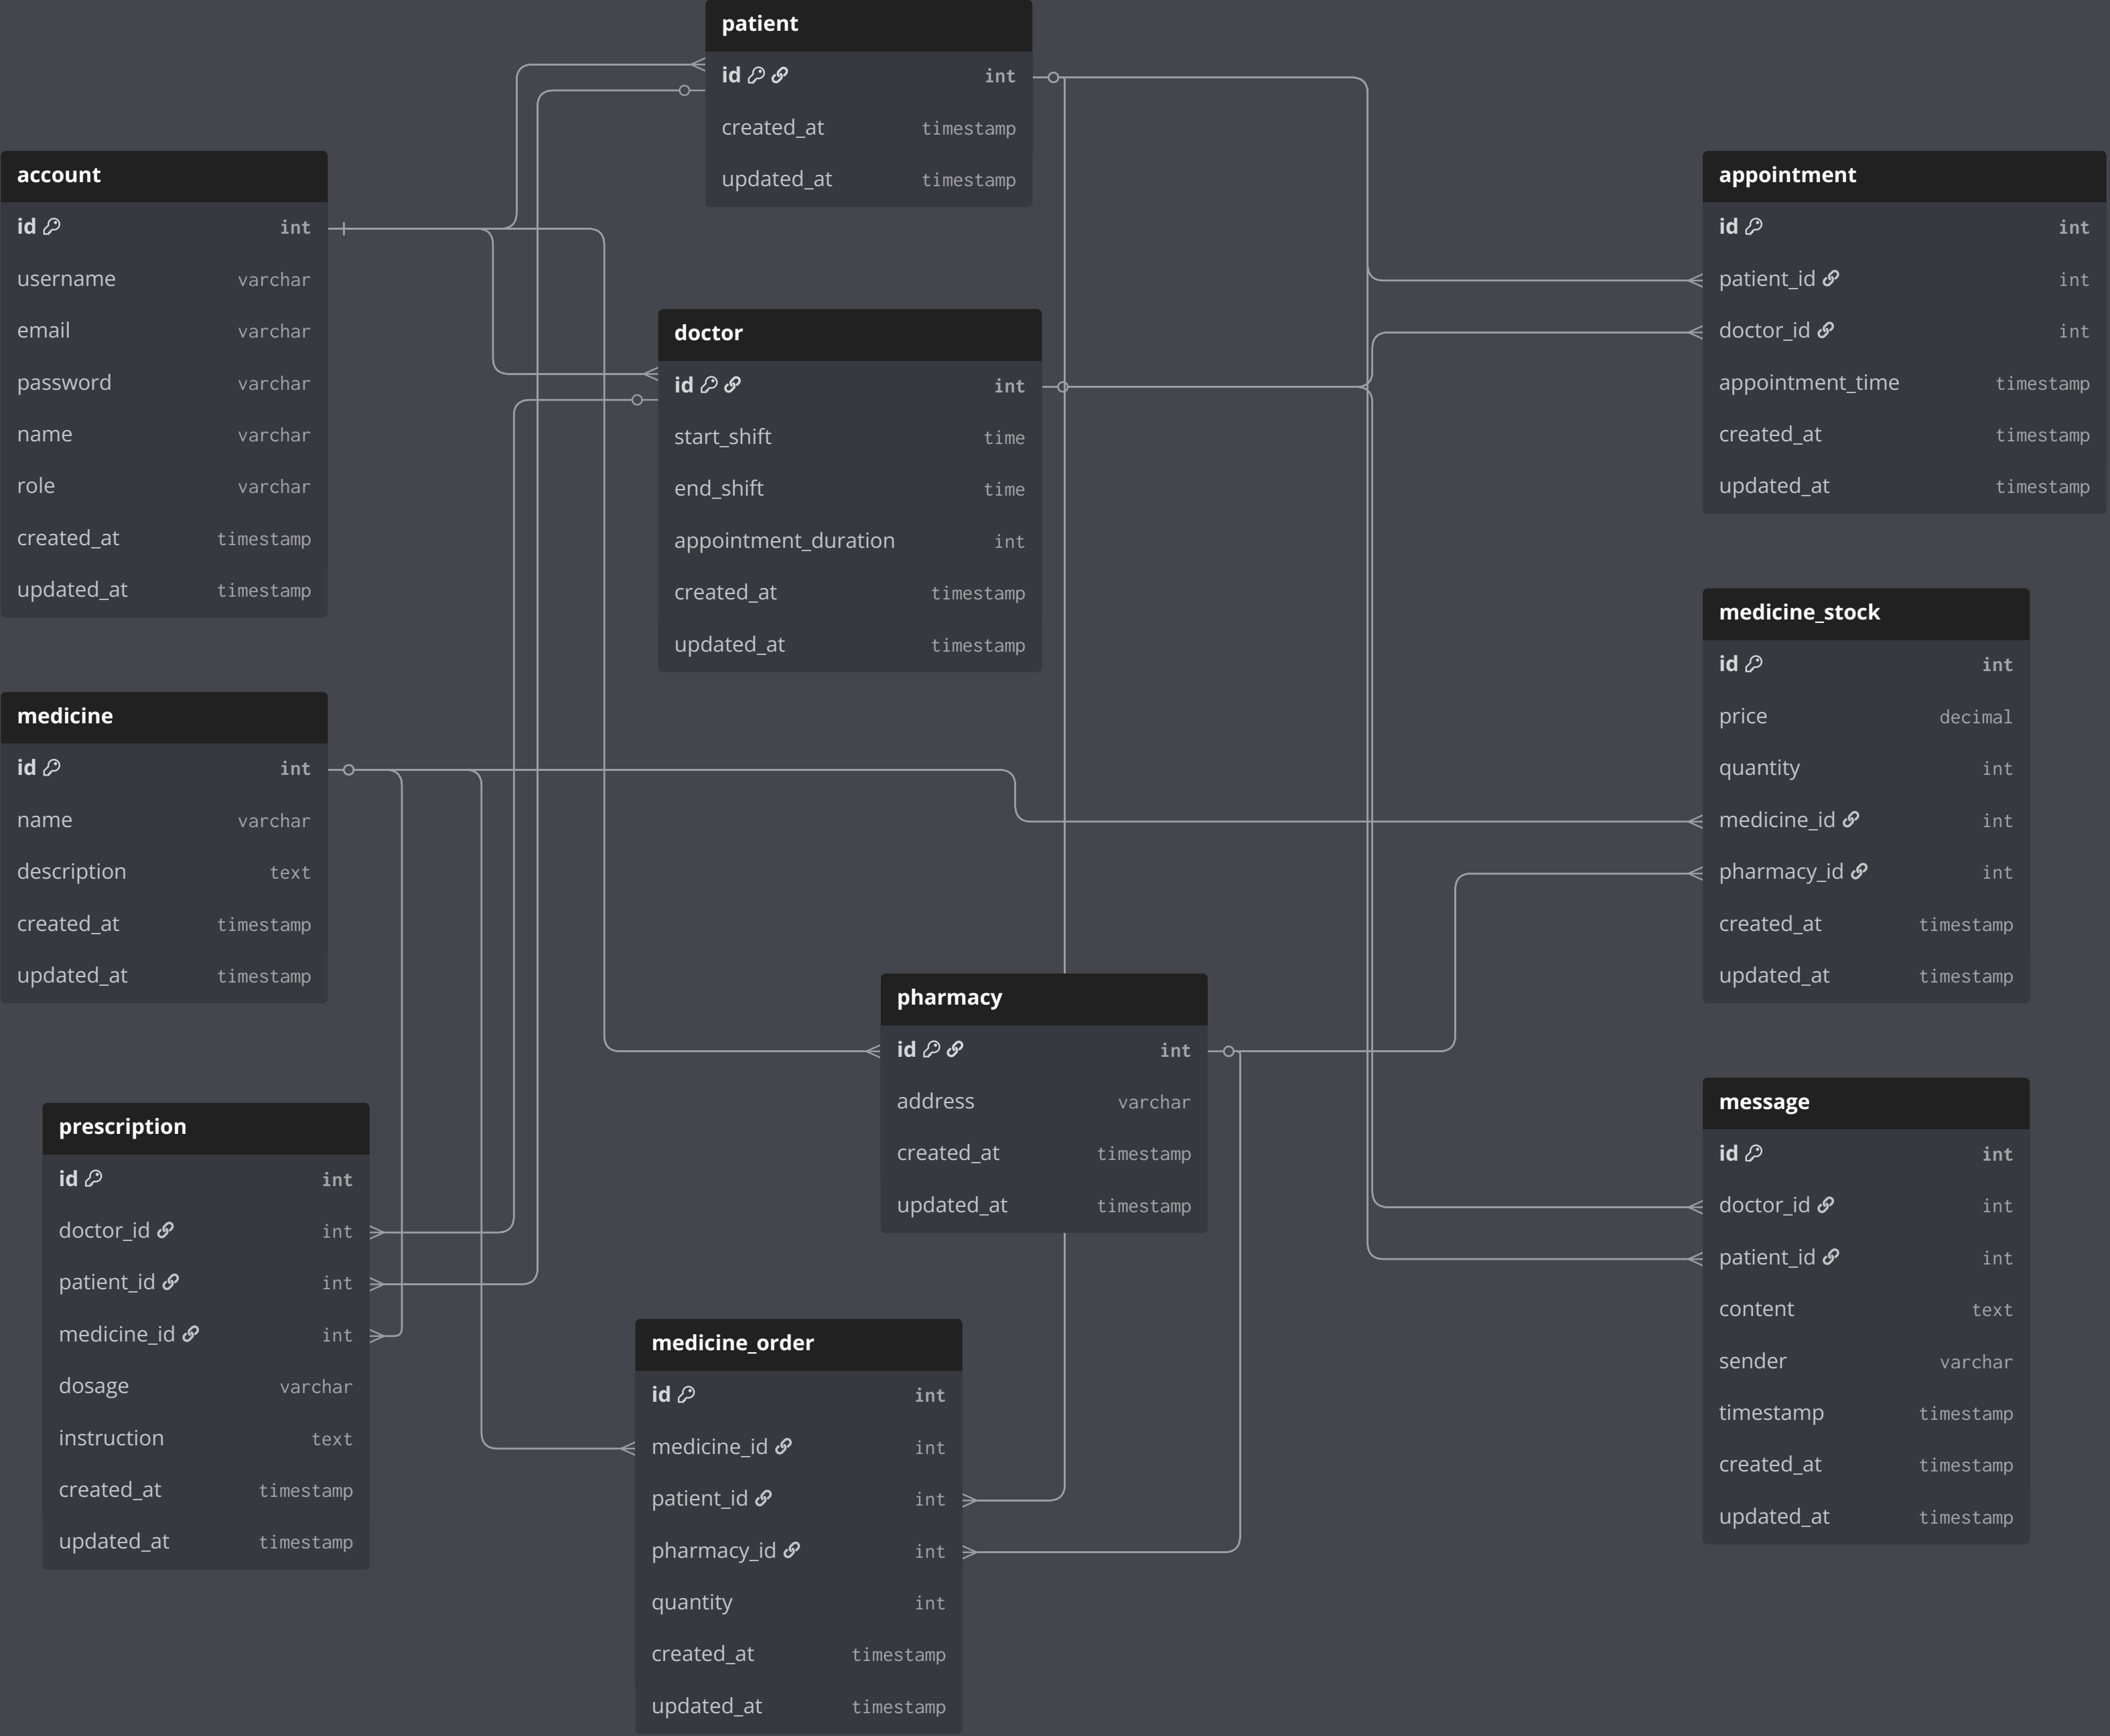 patient
id int
created_at timestamp
updated_at timestamp
account
id int
username varchar
email varchar
password varchar
name varchar
role varchar
created_at timestamp
updated_at timestamp
appointment
id int
patient_id int
doctor_id int
appointment_time timestamp
created_at timestamp
updated_at timestamp
doctor
id int
start_shift time
end_shift time
appointment_duration int
created_at timestamp
updated_at timestamp
medicine_stock
id int
price decimal
quantity int
medicine_id int
pharmacy_id int
created_at timestamp
updated_at timestamp
medicine
id int
name varchar
description text
created_at timestamp
updated_at timestamp
pharmacy
id int
address varchar
created_at timestamp
updated_at timestamp
message
id int
doctor_id int
patient_id int
content text
sender varchar
timestamp timestamp
created_at timestamp
updated_at timestamp
prescription
id int
doctor_id int
patient_id int
medicine_id int
dosage varchar
instruction text
created_at timestamp
updated_at timestamp
medicine_order
id int
medicine_id int
patient_id int
pharmacy_id int
quantity int
created_at timestamp
updated_at timestamp